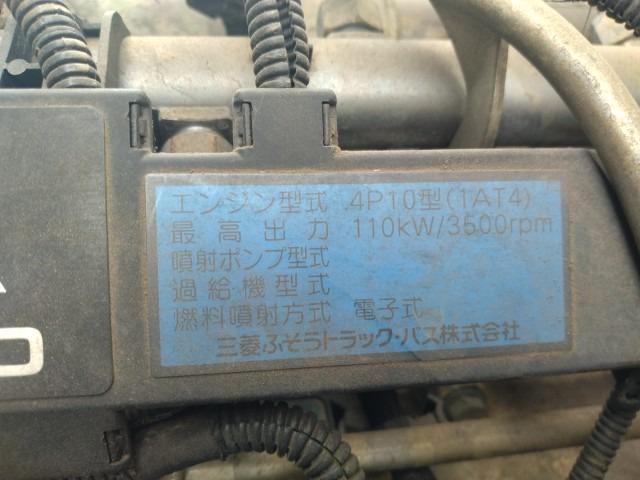 エンジン型式 4P10型(1AT4)
最高出力 110kW/3500rpm
噴射ポンプ型式
過給機型式
燃料噴射方式 電子式
三菱ふそうトラック・バス株式会社